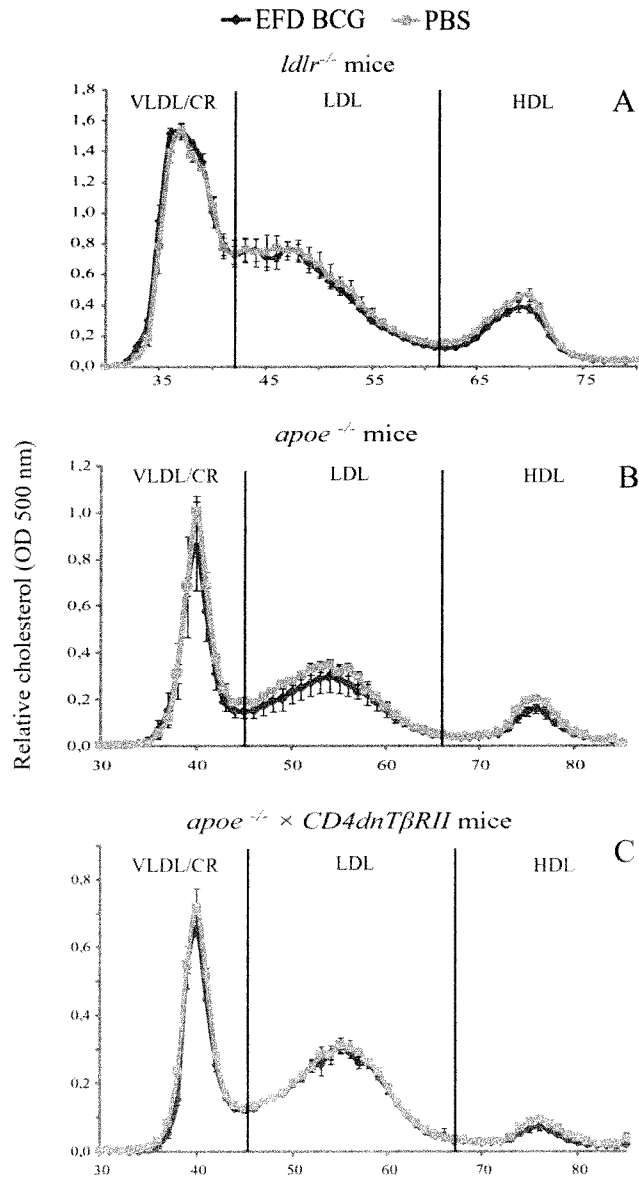 EFD BCG PBS
ldlr-/- mice
VLDL/CR LDL HDL A
1,8
1,6
1,4
1,2
1,0
0,8
0,6
0,4
0,2
0,0
35 45 55 65 75
apoe -/- mice
VLDL/CR LDL HDL B
1,2
1,0
0,8
0,6
0,4
0,2
0,0
30 40 50 60 70 80
Relative cholesterol (OD 500 nm)
apoe -/- × CD4dnTβRII mice
VLDL/CR LDL HDL C
0,8
0,6
0,4
0,2
0,0
30 40 50 60 70 80